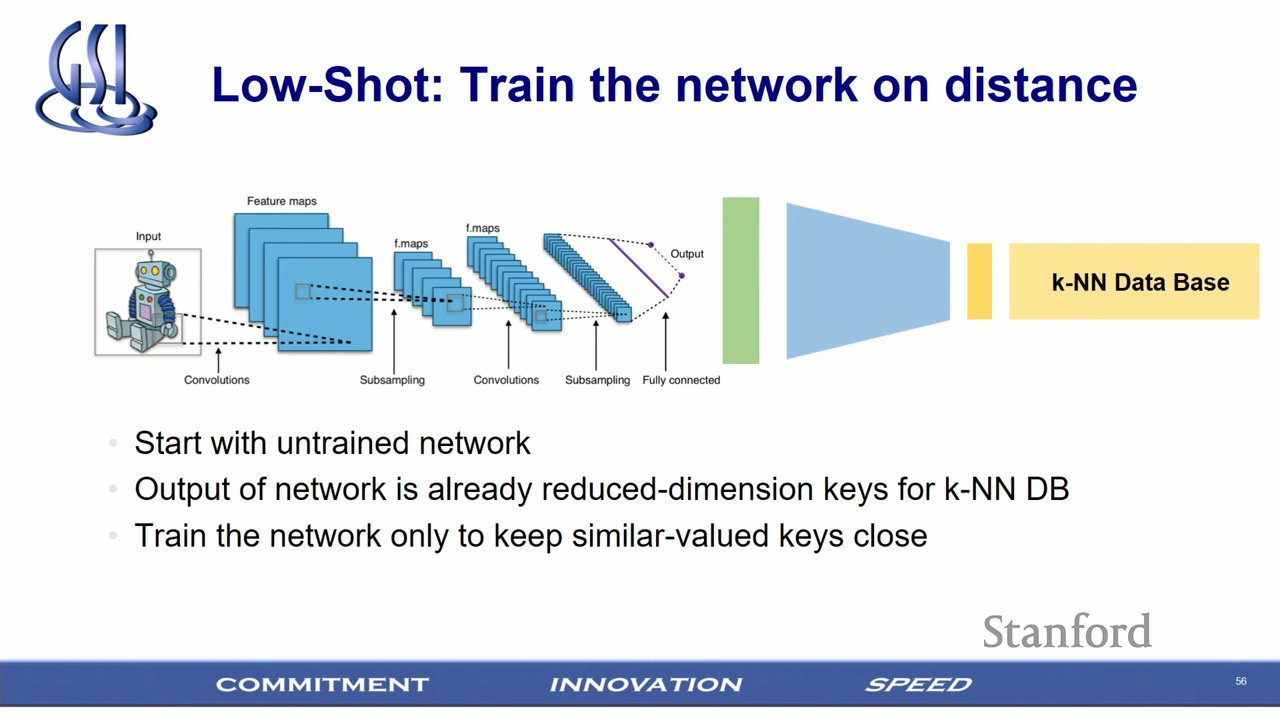 GSI
Low-Shot: Train the network on distance
Input
Feature maps
f.maps
f.maps
Output
Convolutions
Subsampling
Convolutions
Subsampling
Fully connected
k-NN Data Base
Start with untrained network
Output of network is already reduced-dimension keys for k-NN DB
Train the network only to keep similar-valued keys close
Stanford
COMMITMENT
INNOVATION
SPEED
56